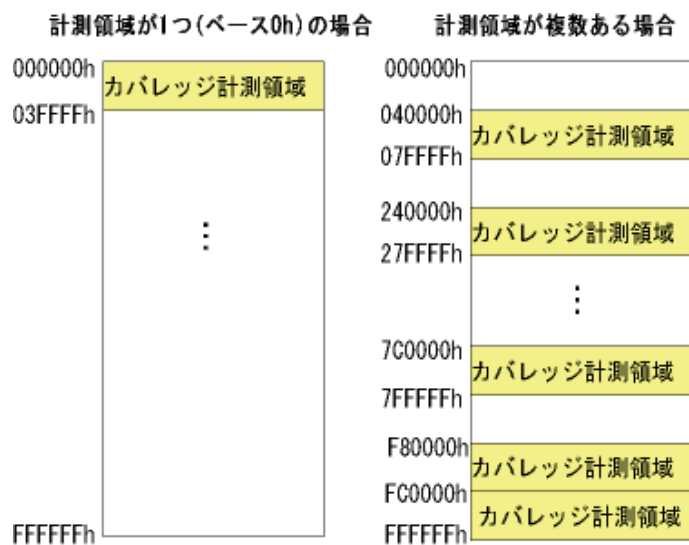 計測領域が1つ(ベース0h)の場合
000000h
カバレッジ計測領域
03FFFFh
⋮
FFFFFFh
計測領域が複数ある場合
000000h
040000h
カバレッジ計測領域
07FFFFh
240000h
カバレッジ計測領域
27FFFFh
⋮
7C0000h
カバレッジ計測領域
7FFFFFh
F80000h
カバレッジ計測領域
FC0000h
カバレッジ計測領域
FFFFFFh